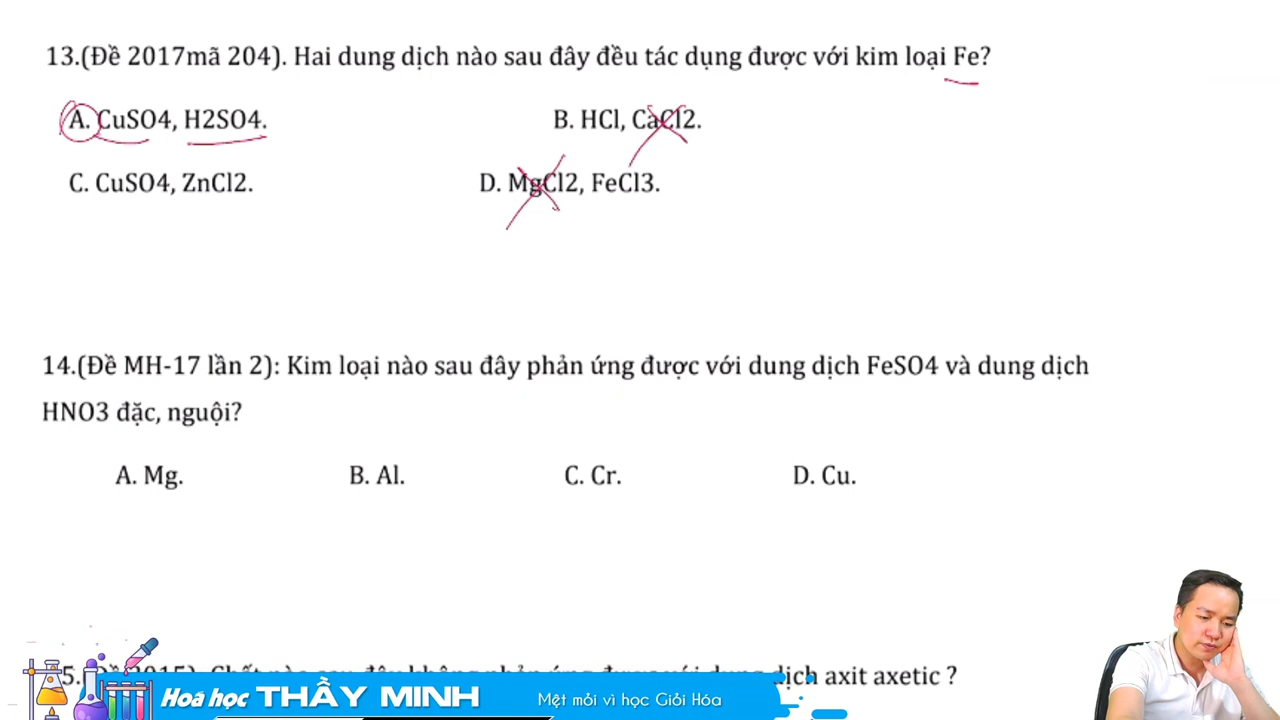 13.(Đề 2017mã 204). Hai dung dịch nào sau đây đều tác dụng được với kim loại Fe?
A. CuSO4, H2SO4. B. HCl, CaCl2.
C. CuSO4, ZnCl2. D. MgCl2, FeCl3.
14.(Đề MH-17 lần 2): Kim loại nào sau đây phản ứng được với dung dịch FeSO4 và dung dịch
HNO3 đặc, nguội?
A. Mg. B. Al. C. Cr. D. Cu.
dịch axit axetic ?
Hoá học THẦY MINH Mệt mỏi vì học Giỏi Hóa